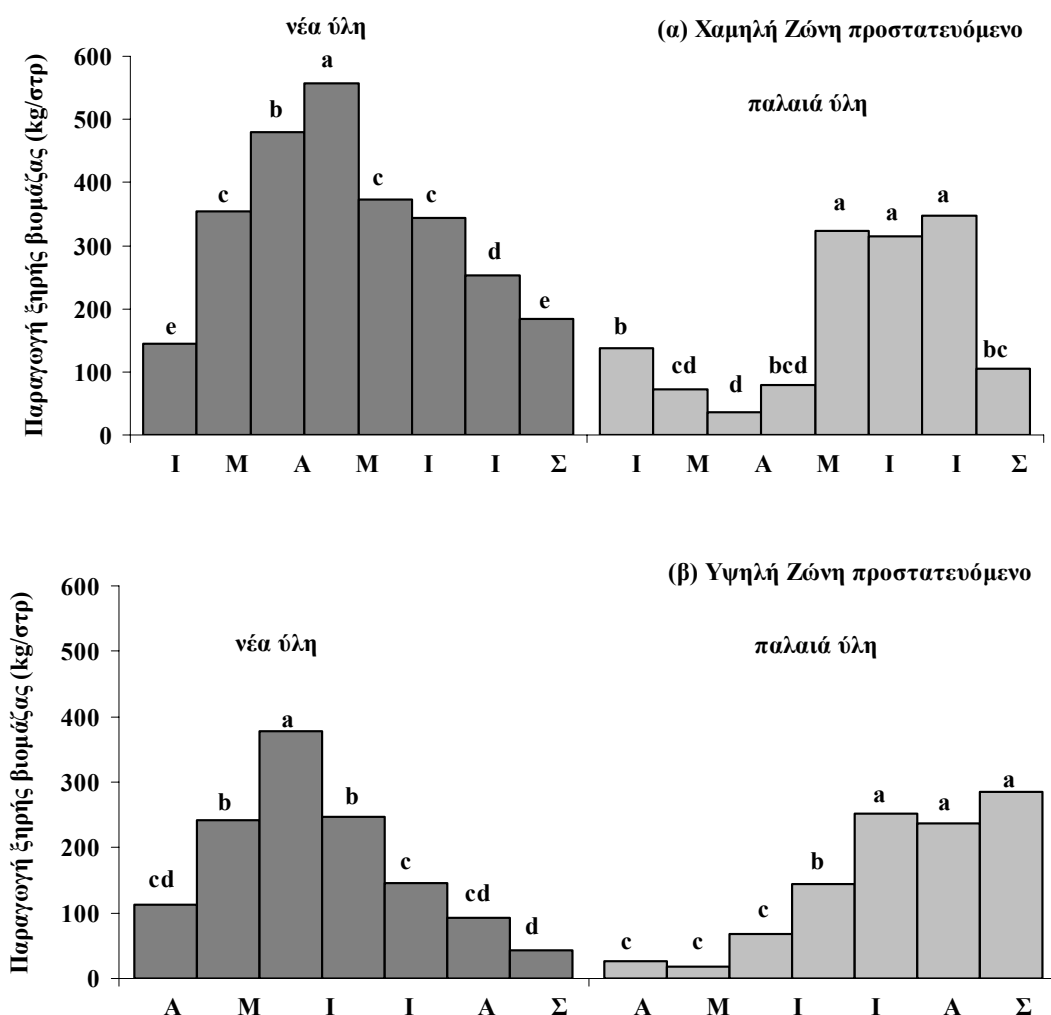 νέα ύλη
(α) Χαμηλή Ζώνη προστατευόμενο
παλαιά ύλη
Παραγωγή ξηρής βιομάζας (kg/στρ)
600
500
400
300
200
100
0
e c b a c c d e
b cd d bcd a a a bc
Ι Μ Α Μ Ι Ι Σ
Ι Μ Α Μ Ι Ι Σ
(β) Υψηλή Ζώνη προστατευόμενο
νέα ύλη
παλαιά ύλη
Παραγωγή ξηρής βιομάζας (kg/στρ)
600
500
400
300
200
100
0
cd b a b c cd d
c c c b a a a
Α Μ Ι Ι Α Σ
Α Μ Ι Ι Α Σ